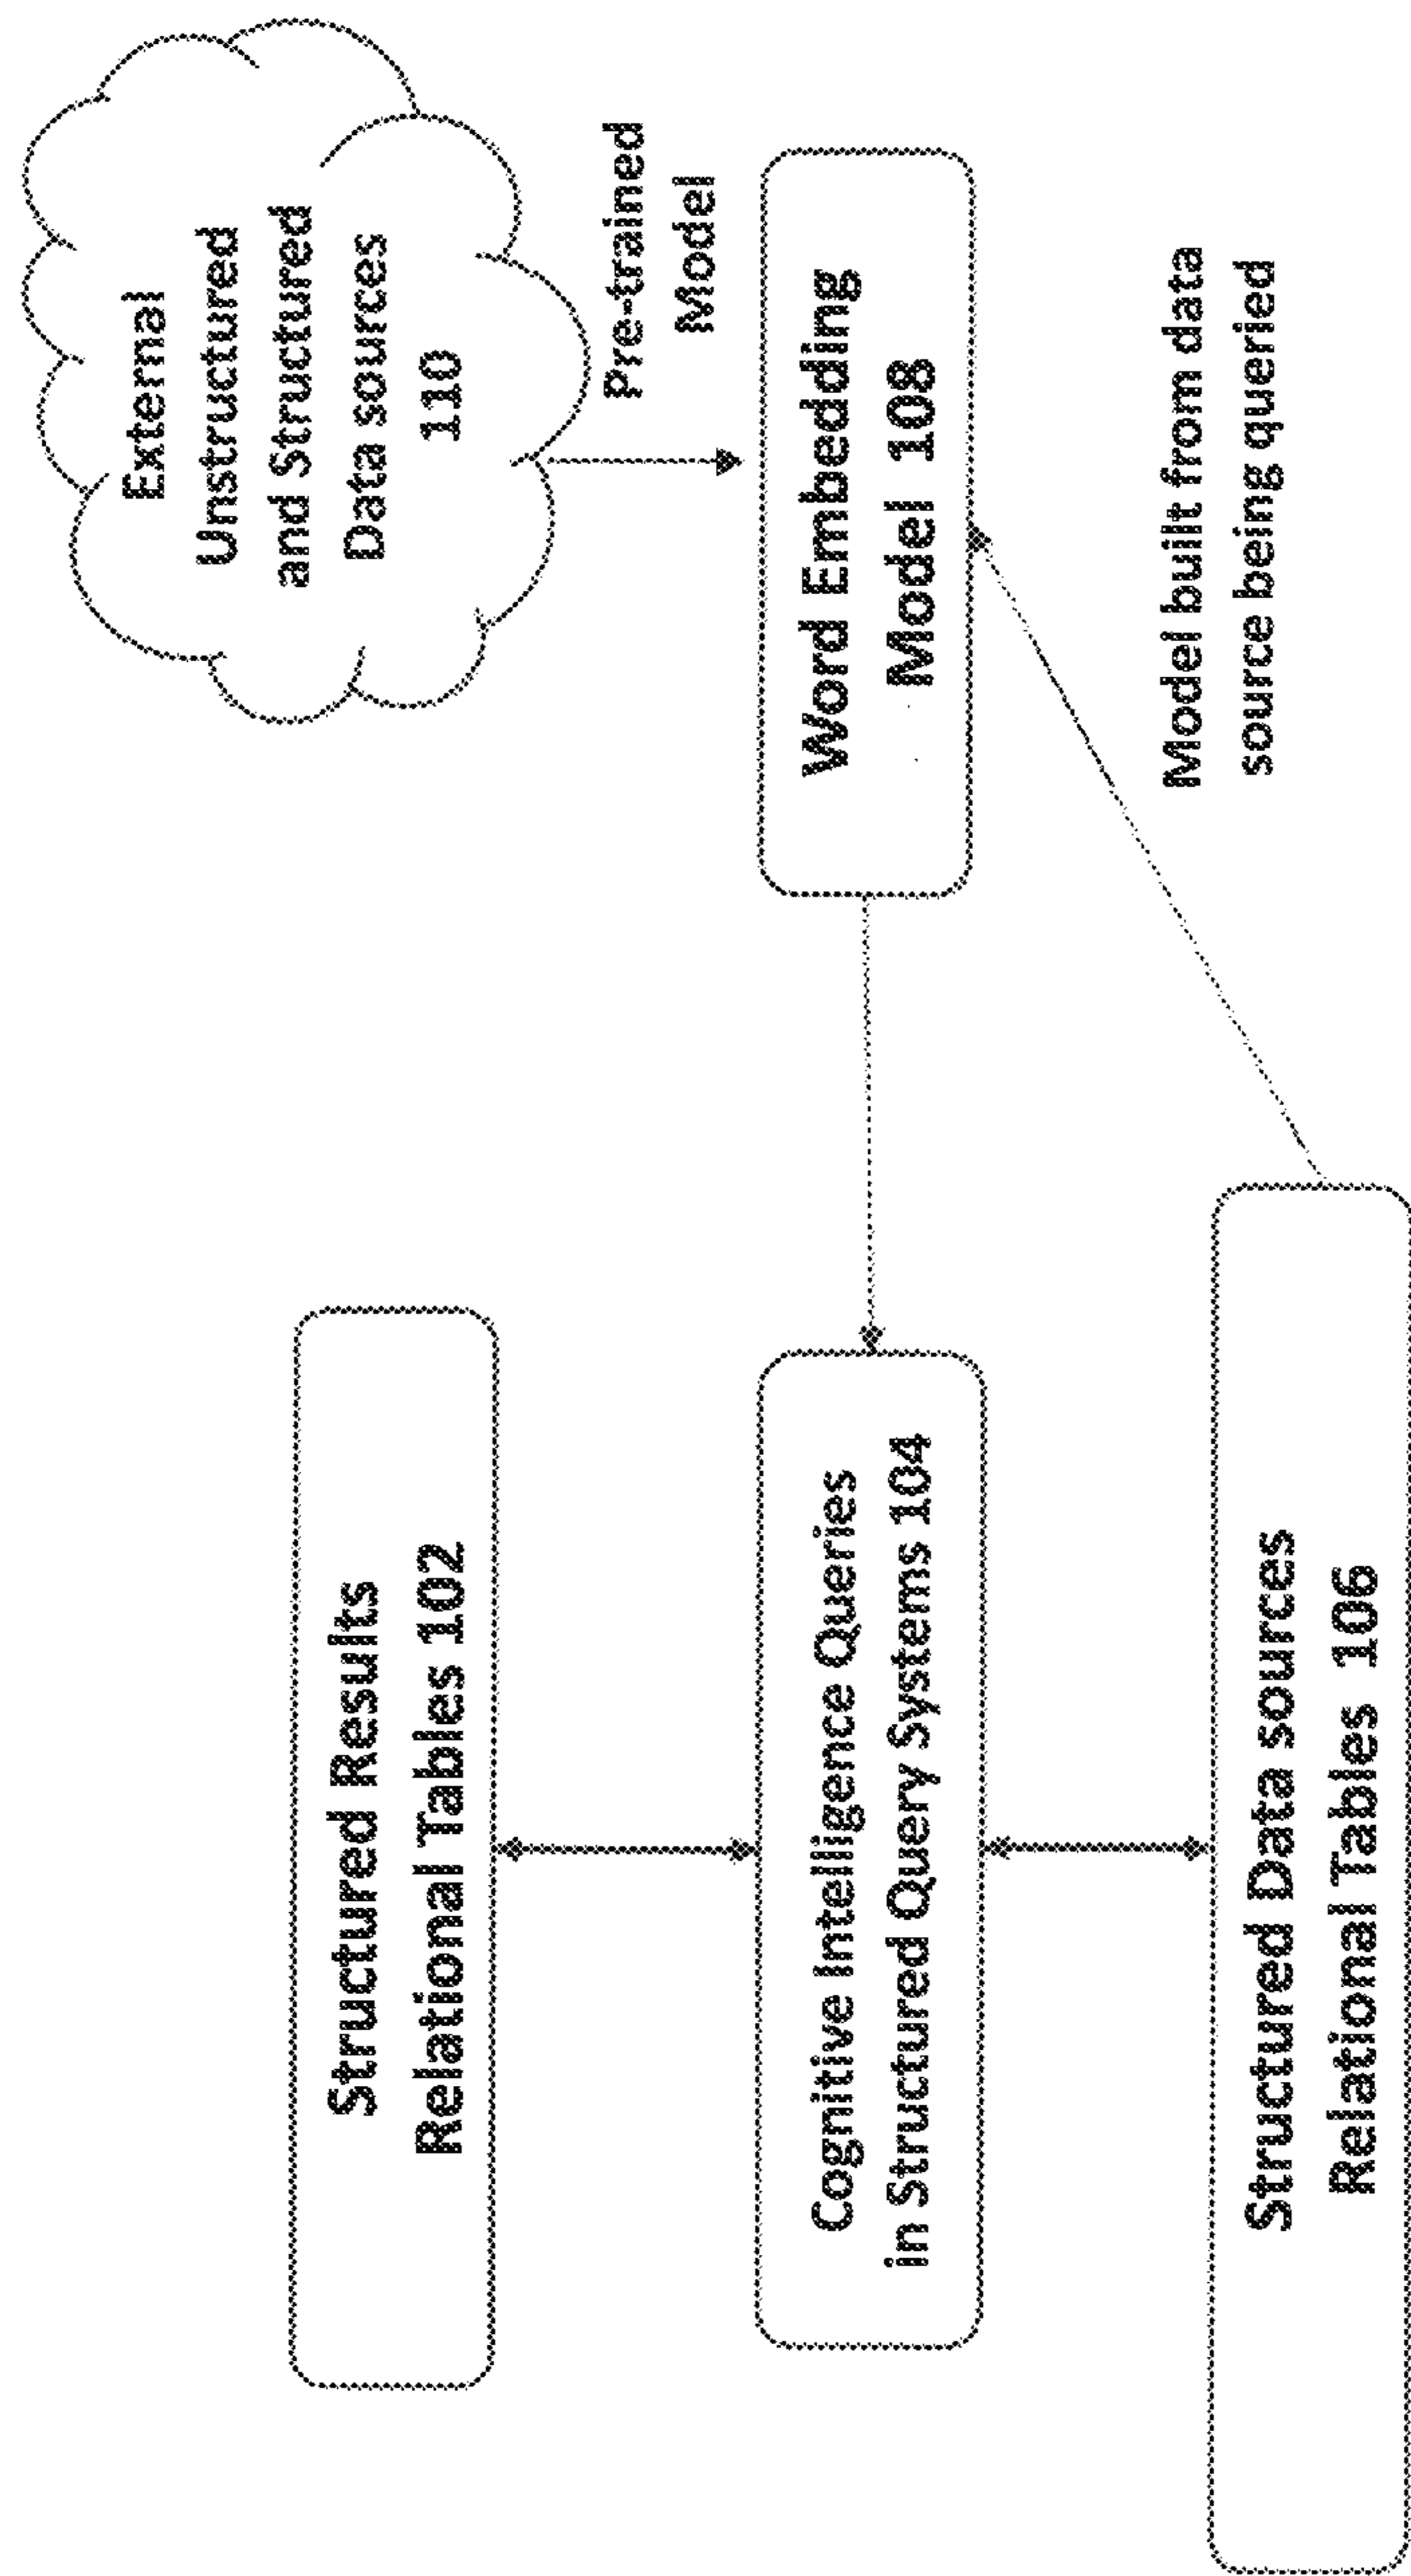 External
Unstructured
and Structured
Data sources
110
Pre-trained
Model
Structured Results
Relational Tables 102
Cognitive Intelligence Queries
in Structured Query Systems 104
Word Embedding
Model 108
Model built from data
source being queried
Structured Data sources
Relational Tables 106